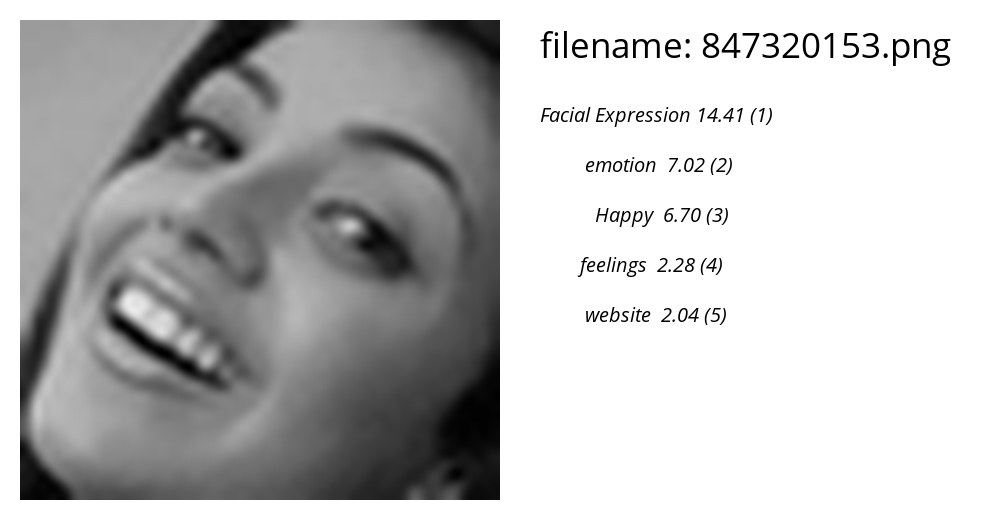 filename: 847320153.png
Facial Expression 14.41 (1)
emotion 7.02 (2)
Happy 6.70 (3)
feelings 2.28 (4)
website 2.04 (5)